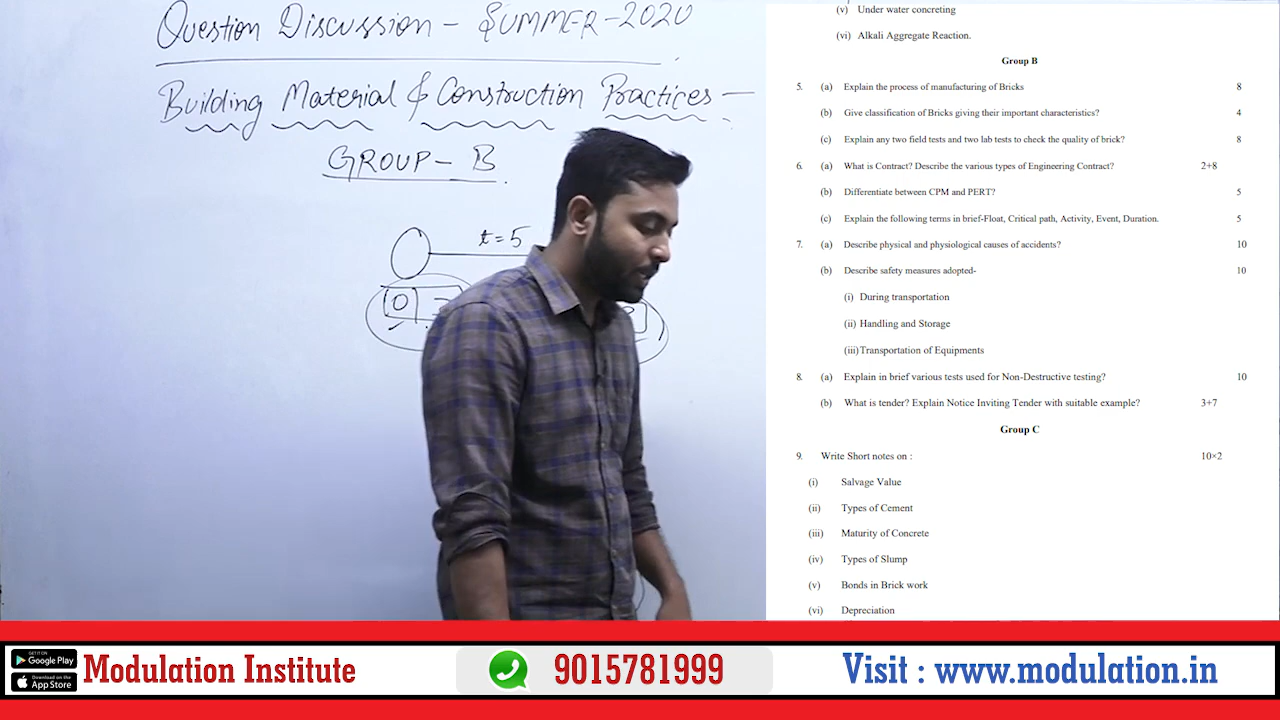 Question Discussion - SUMMER-2020
Building Material & Construction Practices -
GROUP - B
t=5
0
(v) Under water concreting
(vi) Alkali Aggregate Reaction.
Group B
5. (a) Explain the process of manufacturing of Bricks 8
(b) Give classification of Bricks giving their important characteristics? 4
(c) Explain any two field tests and two lab tests to check the quality of brick? 8
6. (a) What is Contract? Describe the various types of Engineering Contract? 2+8
(b) Differentiate between CPM and PERT? 5
(c) Explain the following terms in brief-Float, Critical path, Activity, Event, Duration. 5
7. (a) Describe physical and physiological causes of accidents? 10
(b) Describe safety measures adopted- 10
(i) During transportation
(ii) Handling and Storage
(iii)Transportation of Equipments
8. (a) Explain in brief various tests used for Non-Destructive testing? 10
(b) What is tender? Explain Notice Inviting Tender with suitable example? 3+7
Group C
9. Write Short notes on : 10×2
(i) Salvage Value
(ii) Types of Cement
(iii) Maturity of Concrete
(iv) Types of Slump
(v) Bonds in Brick work
(vi) Depreciation
GET IT ON
Google Play
Download on the
App Store
Modulation Institute
9015781999
Visit : www.modulation.in